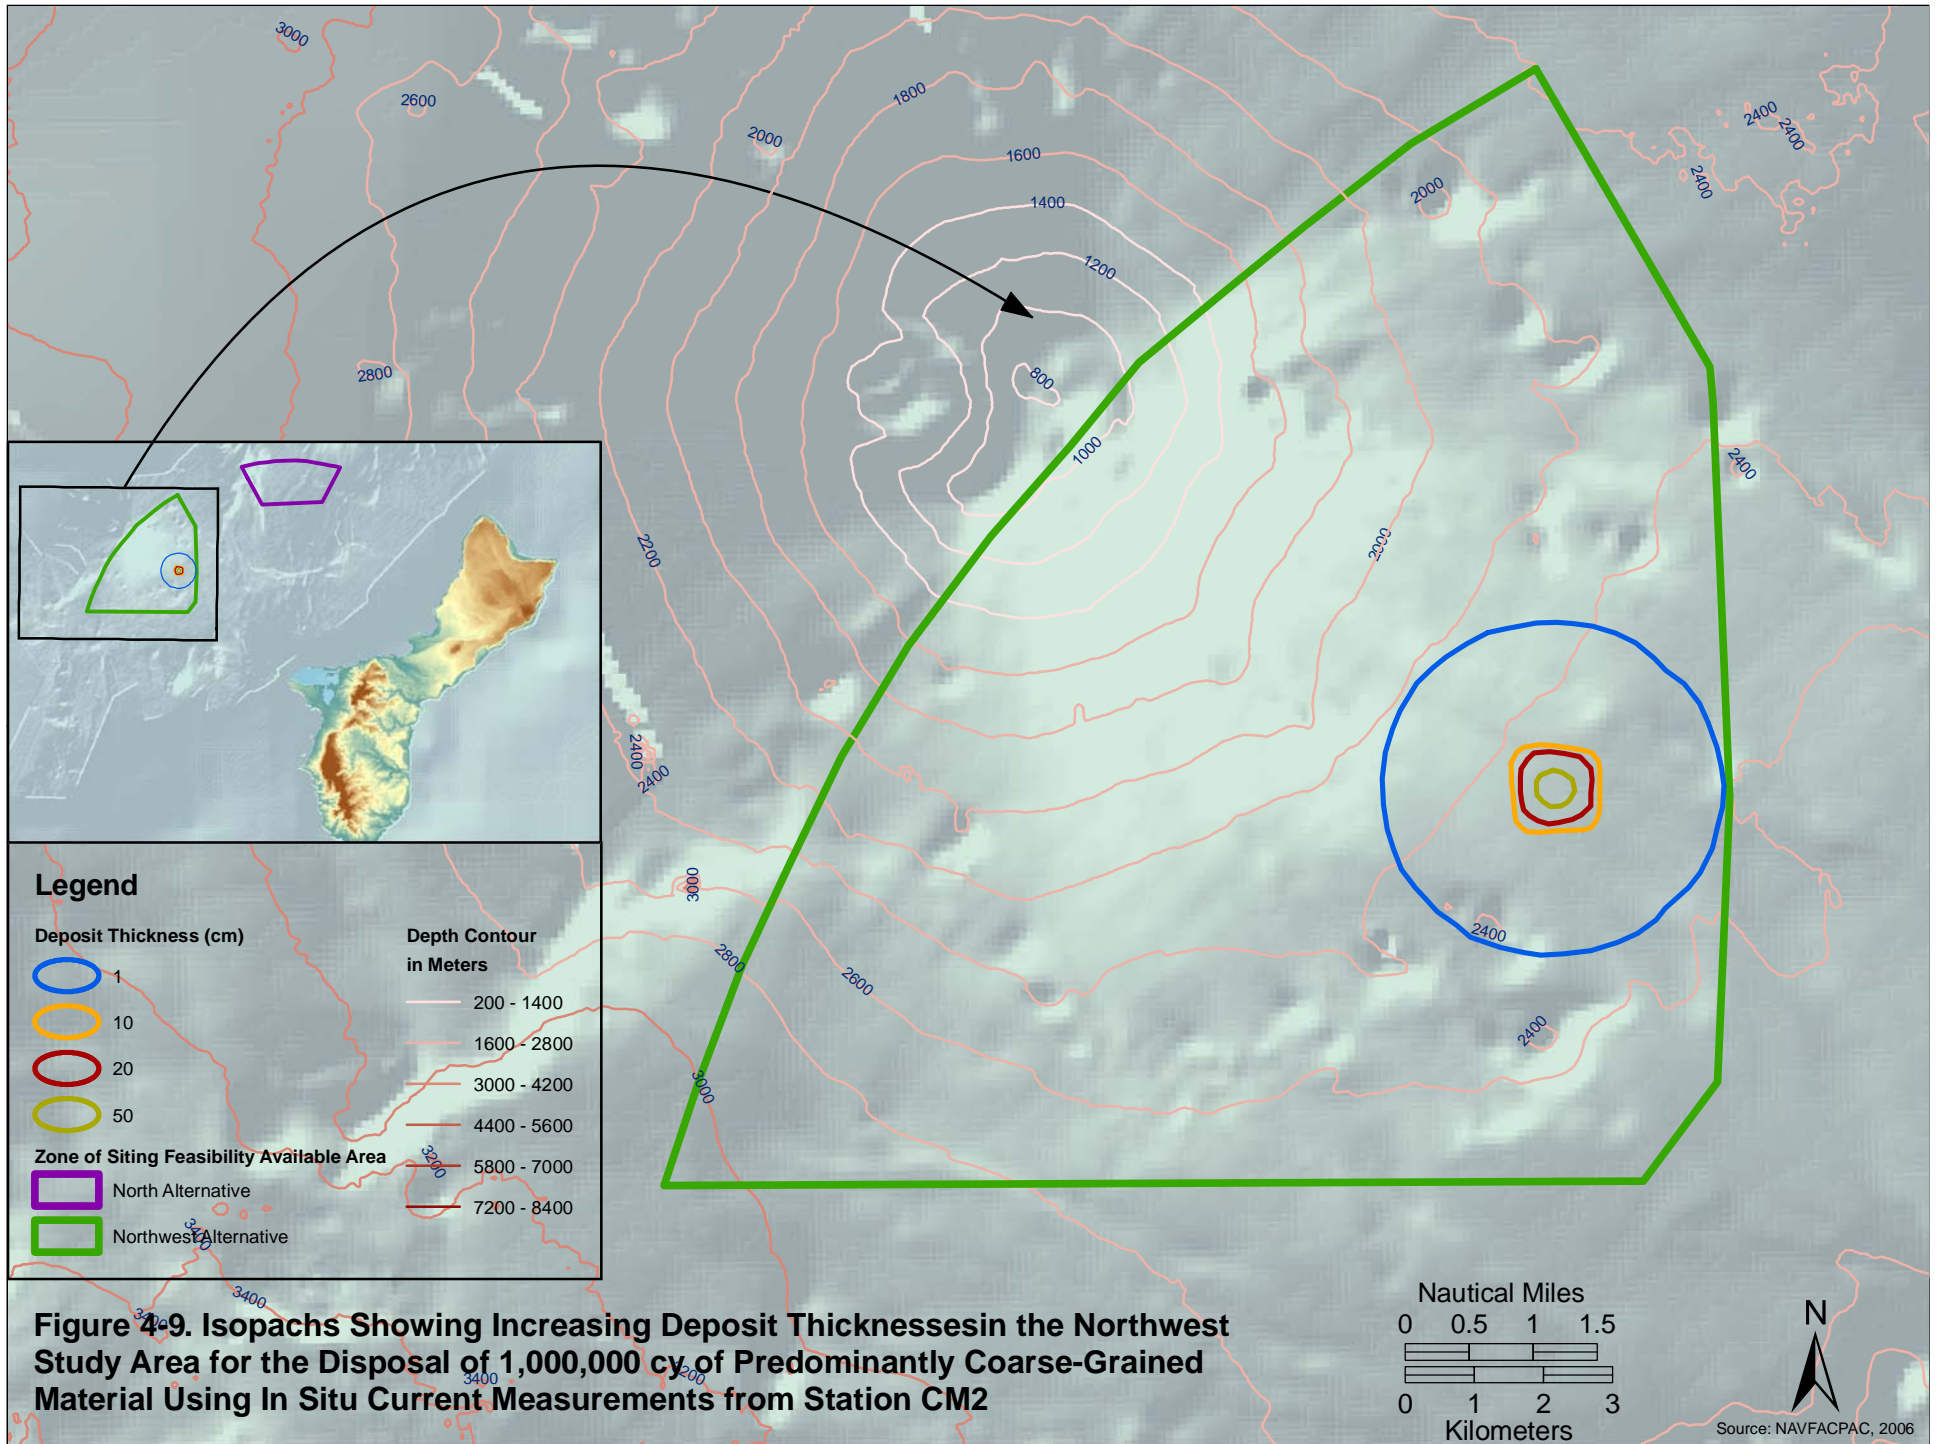 3000
2600
1800
2000
1600
1400
1200
2000
2400
2400
2400
2800
800
1000
2400
2200
2000
2400
2400
3000
2800
2600
2400
2400
3000
Legend
Deposit Thickness (cm)
1
10
20
50
Zone of Siting Feasibility Available Area
North Alternative
Northwest Alternative
Depth Contour
in Meters
200 - 1400
1600 - 2800
3000 - 4200
4400 - 5600
5800 - 7000
7200 - 8400
3200
3400
3400
3400
3400
3200
Figure 4-9. Isopachs Showing Increasing Deposit Thicknessesin the Northwest
Study Area for the Disposal of 1,000,000 cy of Predominantly Coarse-Grained
Material Using In Situ Current Measurements from Station CM2
Nautical Miles
0 0.5 1 1.5
0 1 2 3
Kilometers
N
Source: NAVFACPAC, 2006